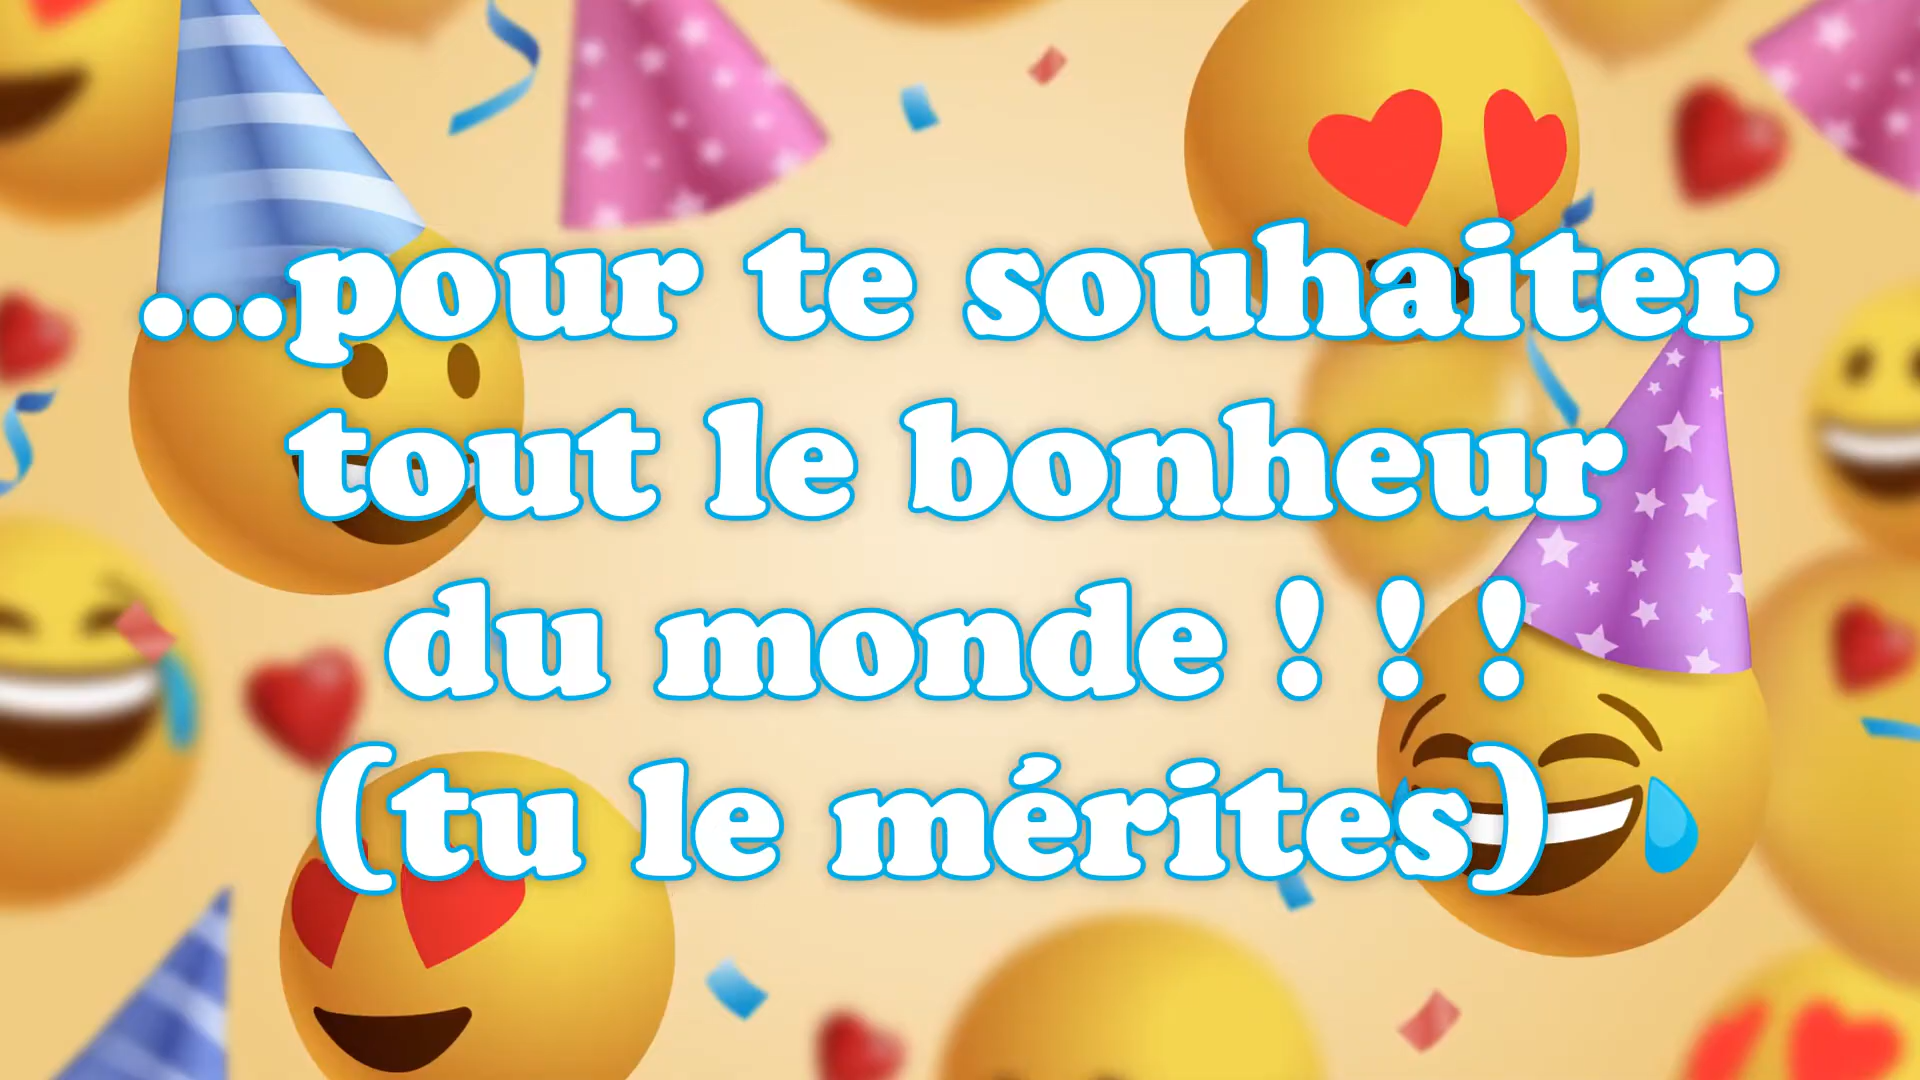 ...pour te souhaiter
tout le bonheur
du monde ! ! !
(tu le mérites)